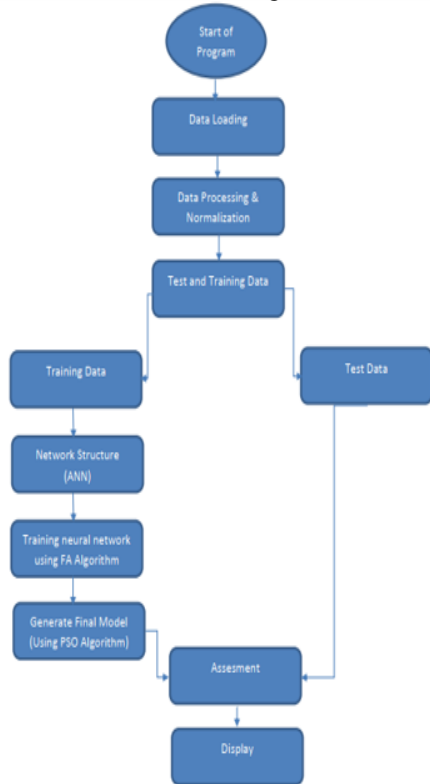 Start of
Program
Data Loading
Data Processing &
Normalization
Test and Training Data
Training Data
Test Data
Network Structure
(ANN)
Training neural network
using FA Algorithm
Generate Final Model
(Using PSO Algorithm)
Assesment
Display